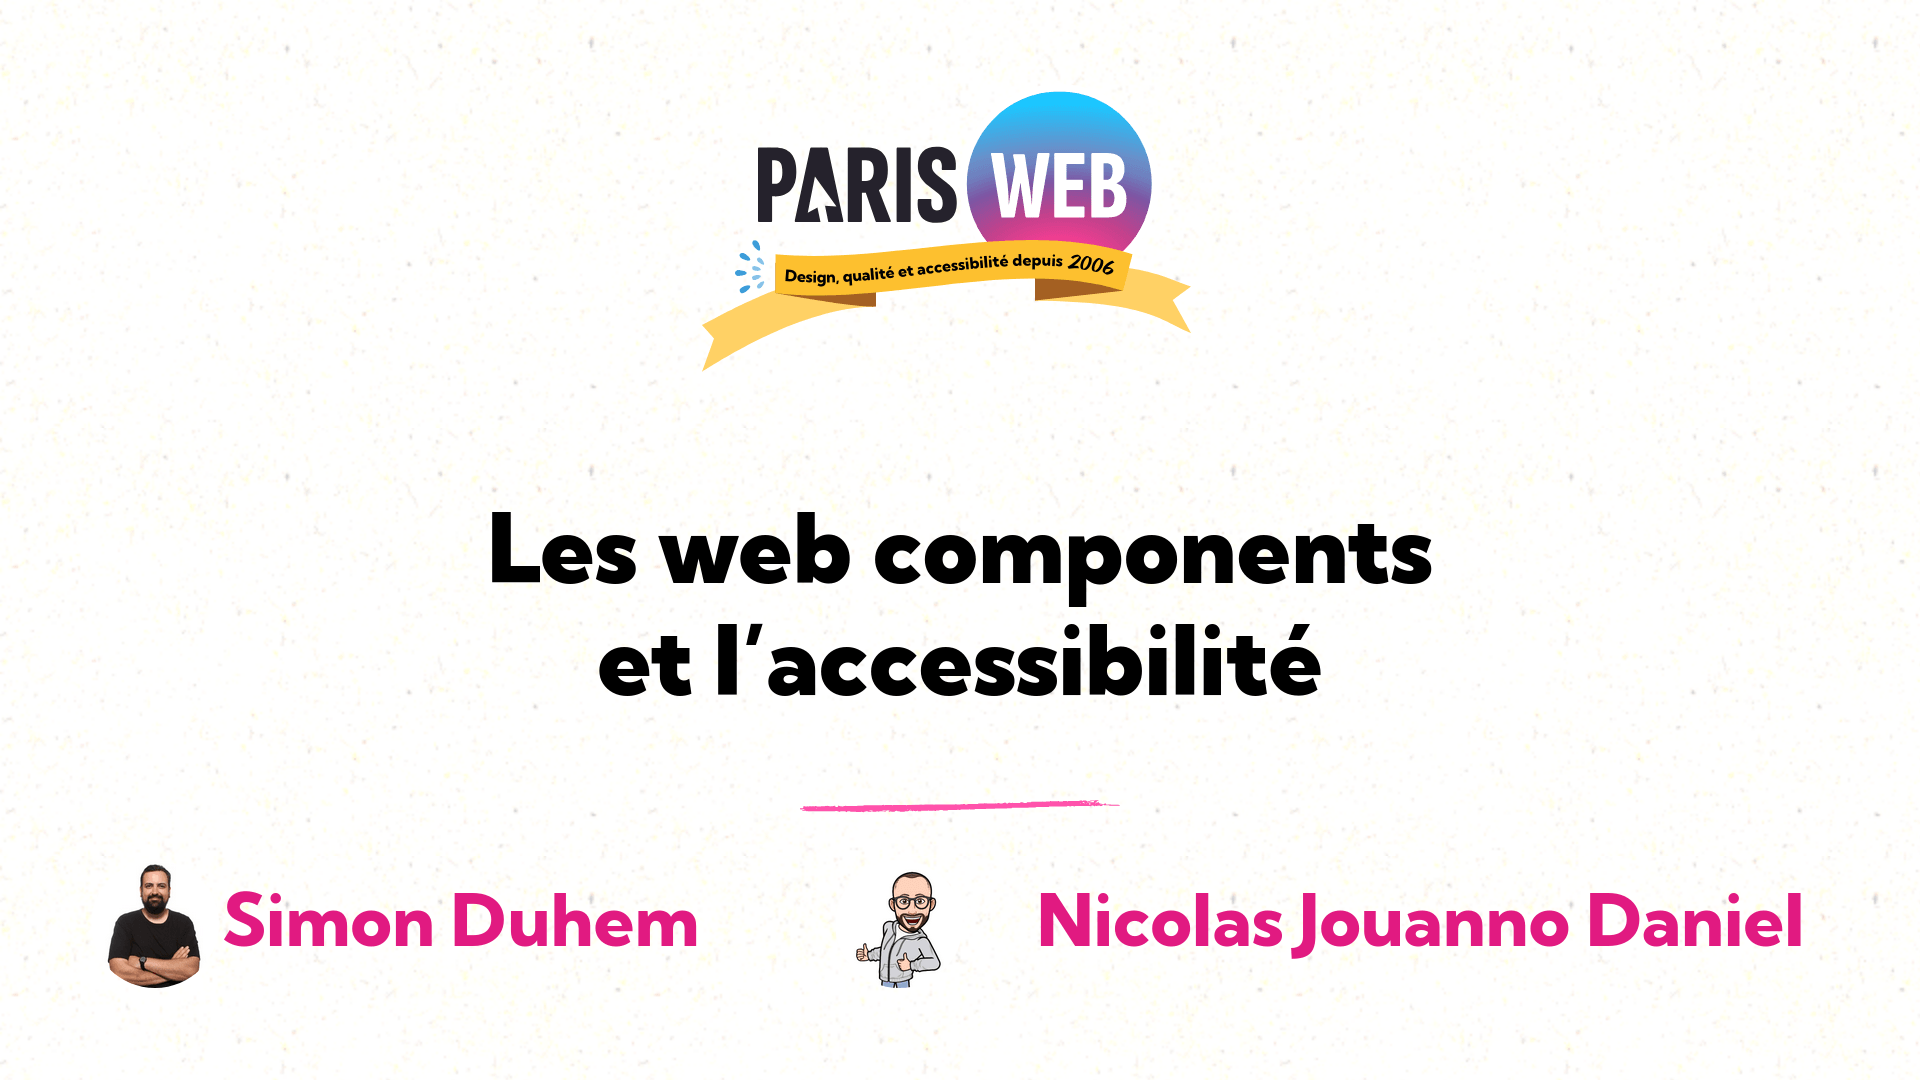 PARIS WEB
Design, qualité et accessibilité depuis 2006
Les web components
et l’accessibilité
Simon Duhem
Nicolas Jouanno Daniel